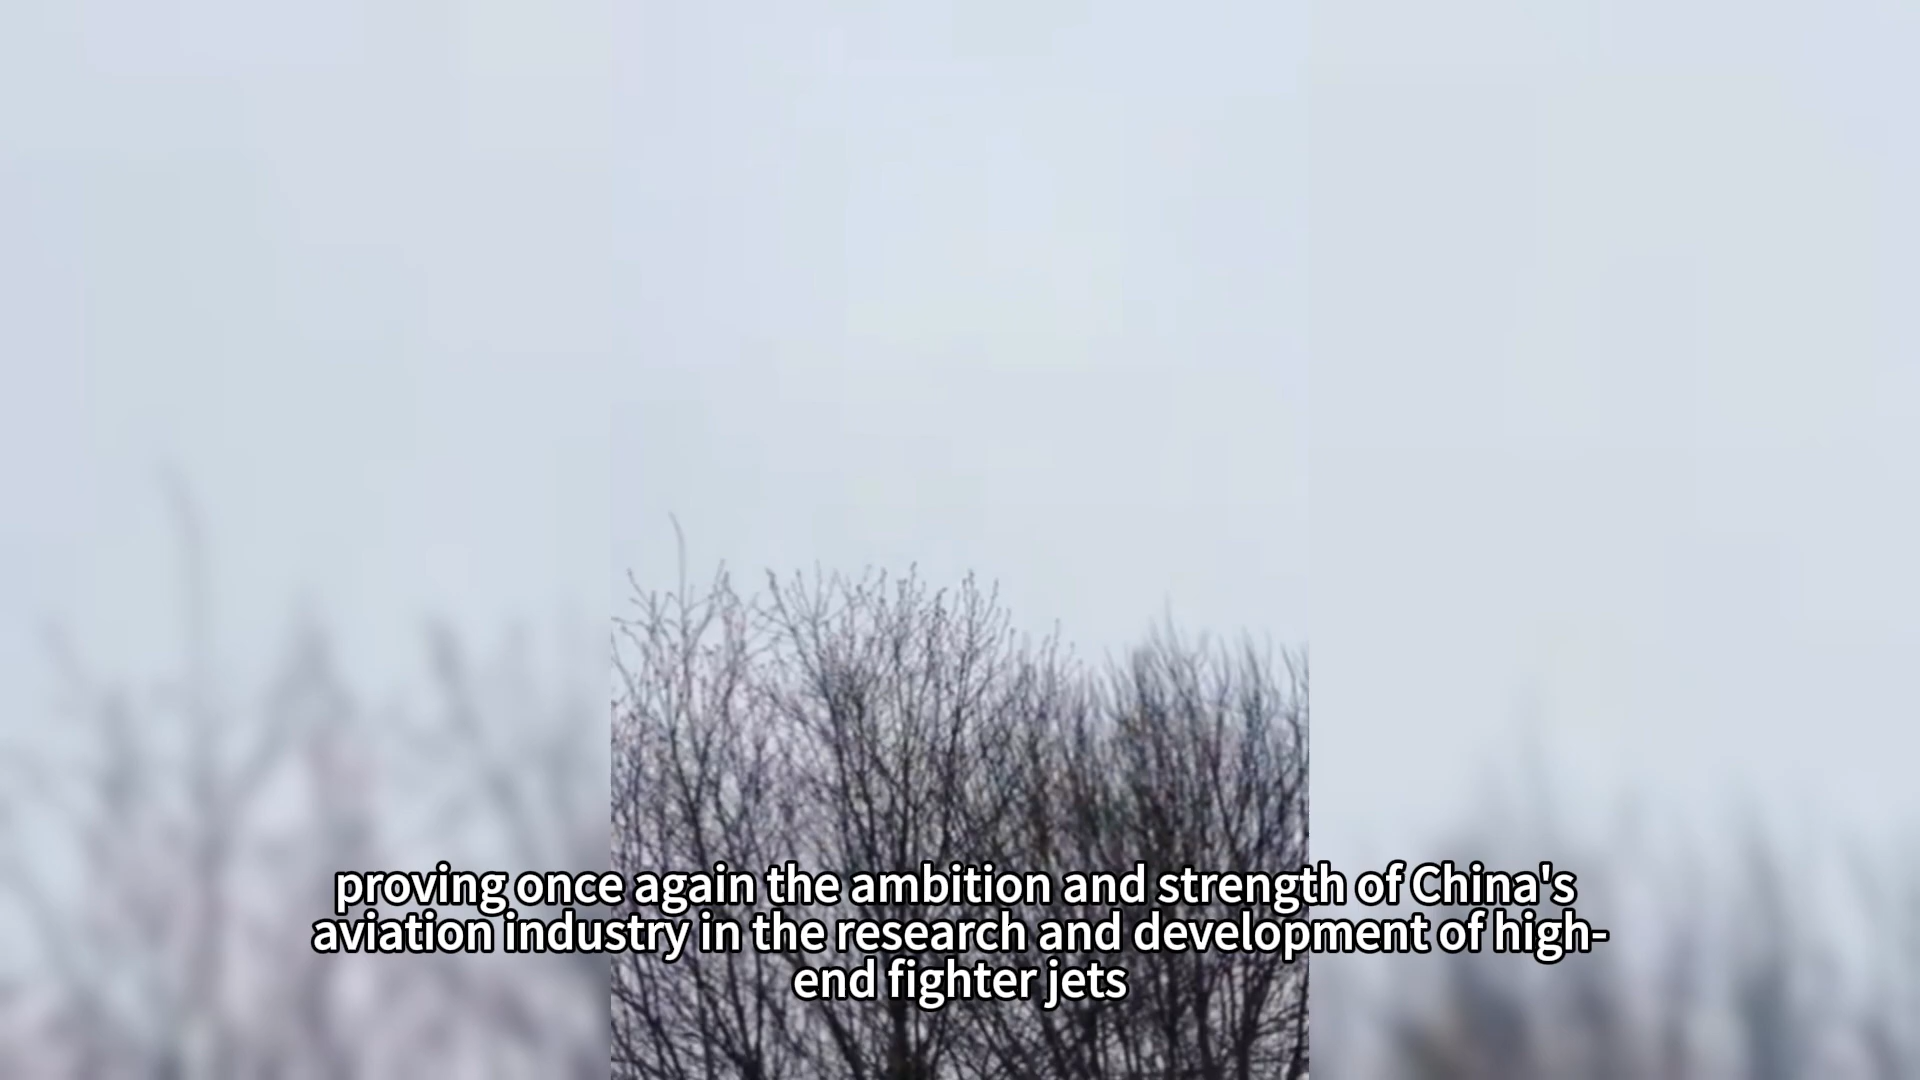 proving once again the ambition and strength of China's
aviation industry in the research and development of high-
end fighter jets